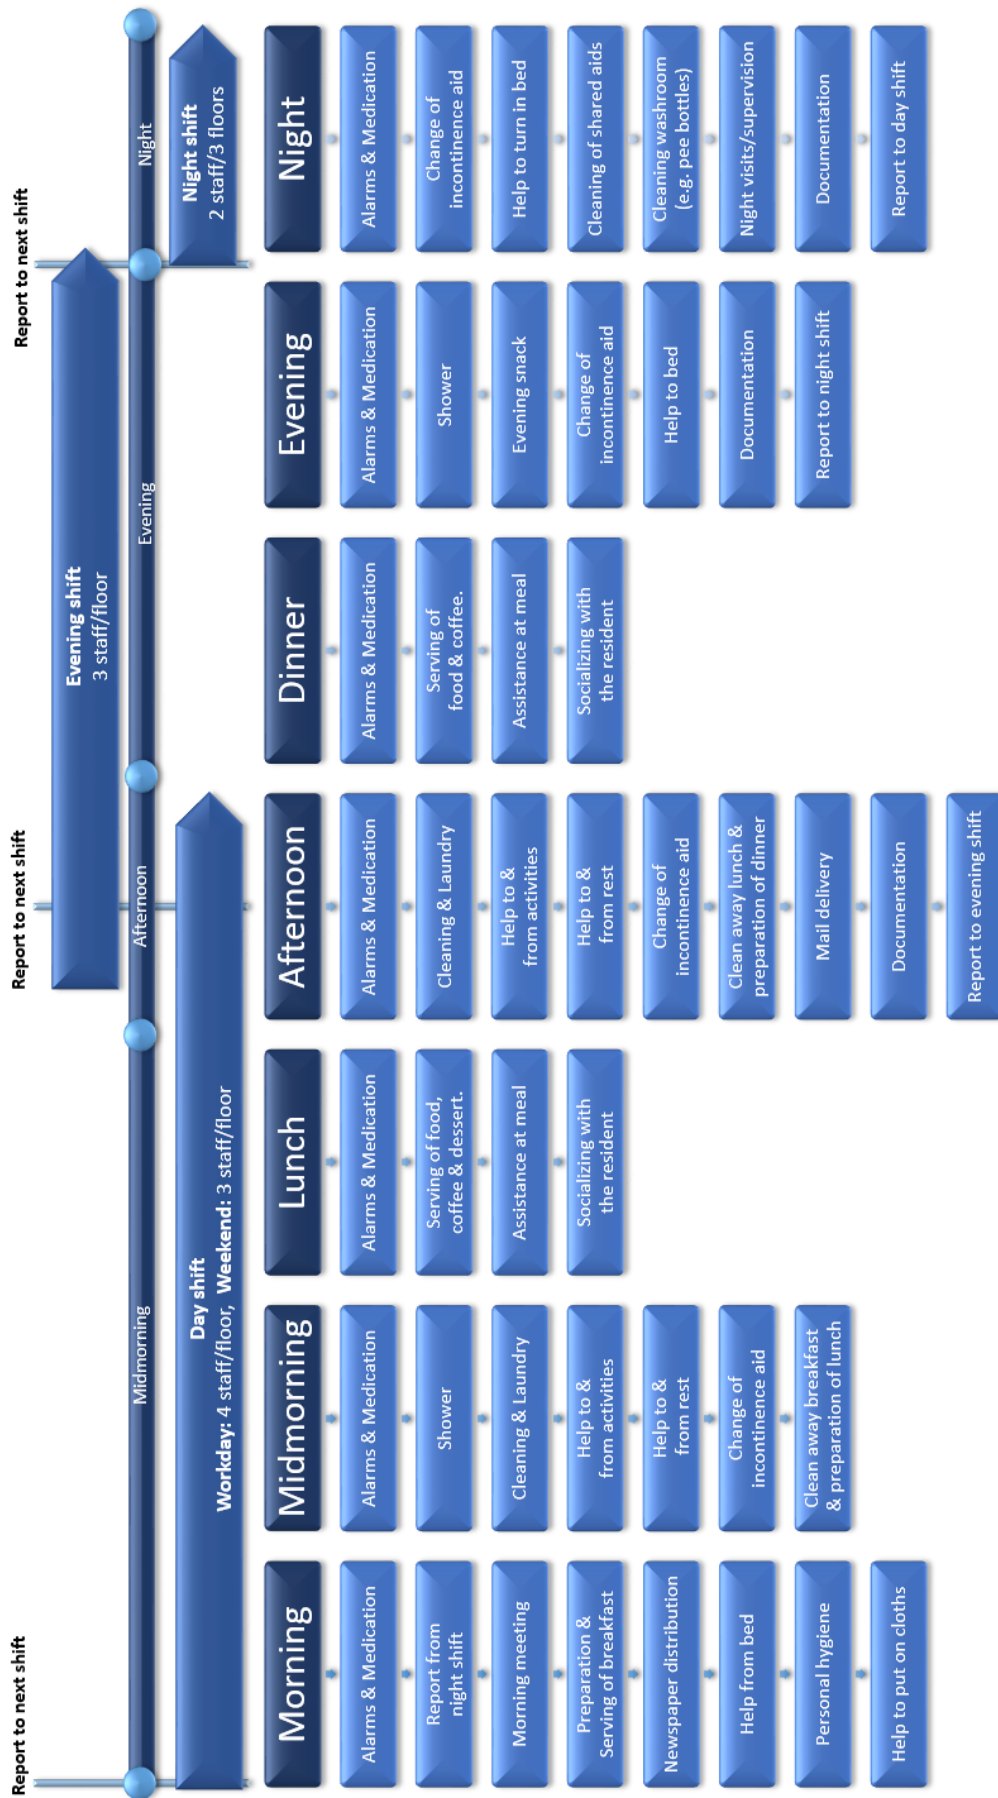 Report to next shift
Report to next shift
Report to next shift
Evening shift
3 staff/floor
Midmorning
Afternoon
Evening
Night
Day shift
Workday: 4 staff/floor, Weekend: 3 staff/floor
Night shift
2 staff/3 floors
Morning
Alarms & Medication
Report from
night shift
Morning meeting
Preparation &
Serving of breakfast
Newspaper distribution
Help from bed
Personal hygiene
Help to put on cloths
Midmorning
Alarms & Medication
Shower
Cleaning & Laundry
Help to &
from activities
Help to &
from rest
Change of
incontinence aid
Clean away breakfast
& preparation of lunch
Lunch
Alarms & Medication
Serving of food,
coffee & dessert.
Assistance at meal
Socializing with
the resident
Afternoon
Alarms & Medication
Cleaning & Laundry
Help to &
from activities
Help to &
from rest
Change of
incontinence aid
Clean away lunch &
preparation of dinner
Mail delivery
Documentation
Report to evening shift
Dinner
Alarms & Medication
Serving of
food & coffee.
Assistance at meal
Socializing with
the resident
Evening
Alarms & Medication
Shower
Evening snack
Change of
incontinence aid
Help to bed
Documentation
Report to night shift
Night
Alarms & Medication
Change of
incontinence aid
Help to turn in bed
Cleaning of shared aids
Cleaning washroom
(e.g. pee bottles)
Night visits/supervision
Documentation
Report to day shift